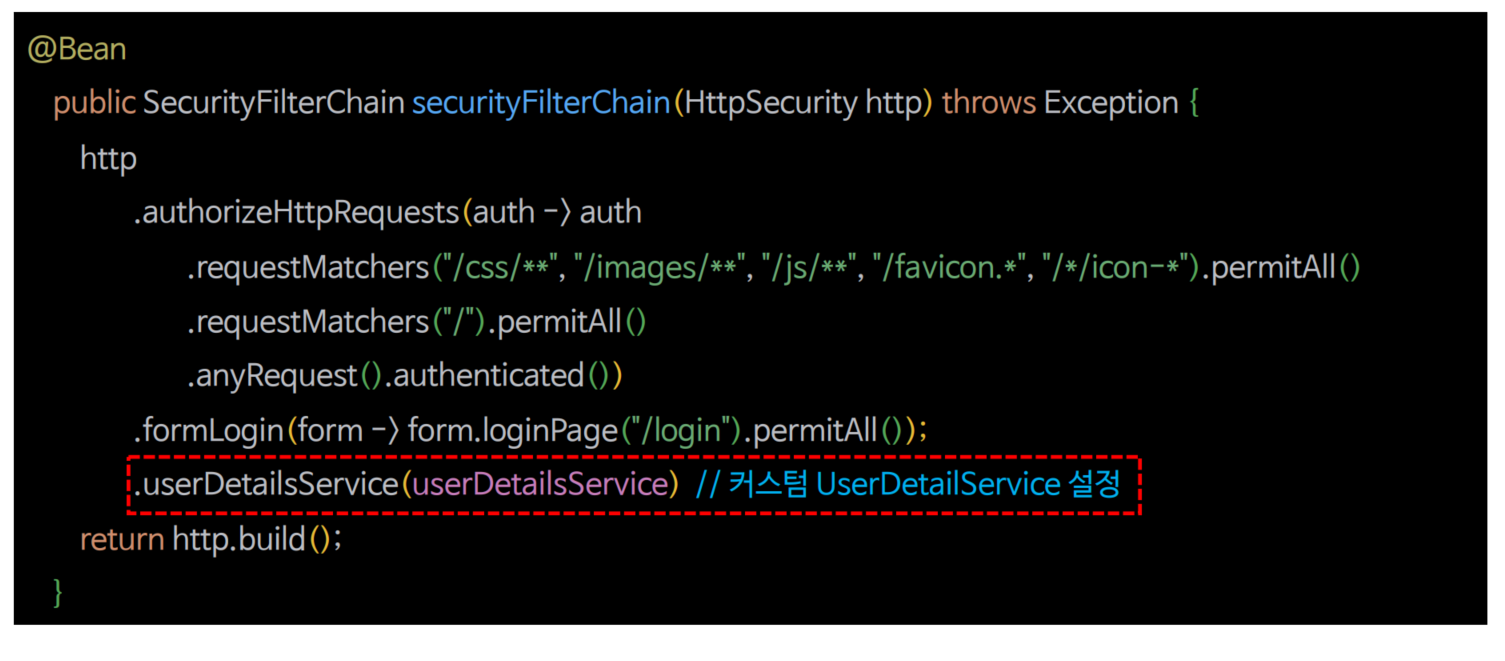 @Bean
public SecurityFilterChain securityFilterChain(HttpSecurity http) throws Exception {
http
.authorizeHttpRequests(auth -> auth
.requestMatchers("/css/**", "/images/**", "/js/**", "/favicon.*", "/*/icon-*").permitAll()
.requestMatchers("/").permitAll()
.anyRequest().authenticated())
.formLogin(form -> form.loginPage("/login").permitAll());
.userDetailsService(userDetailsService) // 커스텀 UserDetailService 설정
return http.build();
}